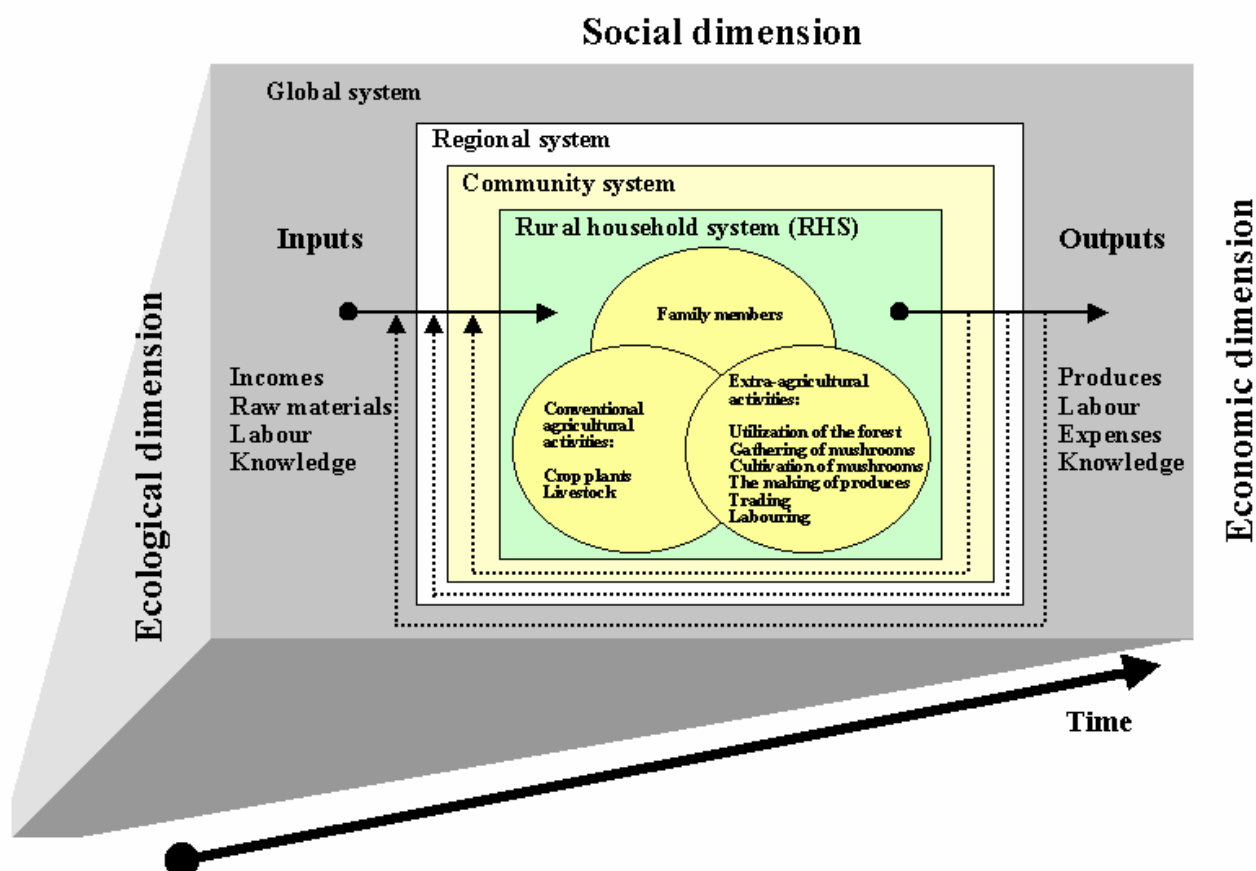 Social dimension
Global system
Regional system
Community system
Rural household system (RHS)
Inputs
Outputs
Ecological dimension
Economic dimension
Family members
Incomes
Raw materials
Labour
Knowledge
Conventional
agricultural
activities:
Crop plants
Livestock
Extra-agricultural
activities:
Utilization of the forest
Gathering of mushrooms
Cultivation of mushrooms
The making of produces
Trading
Labouring
Produces
Labour
Expenses
Knowledge
Time